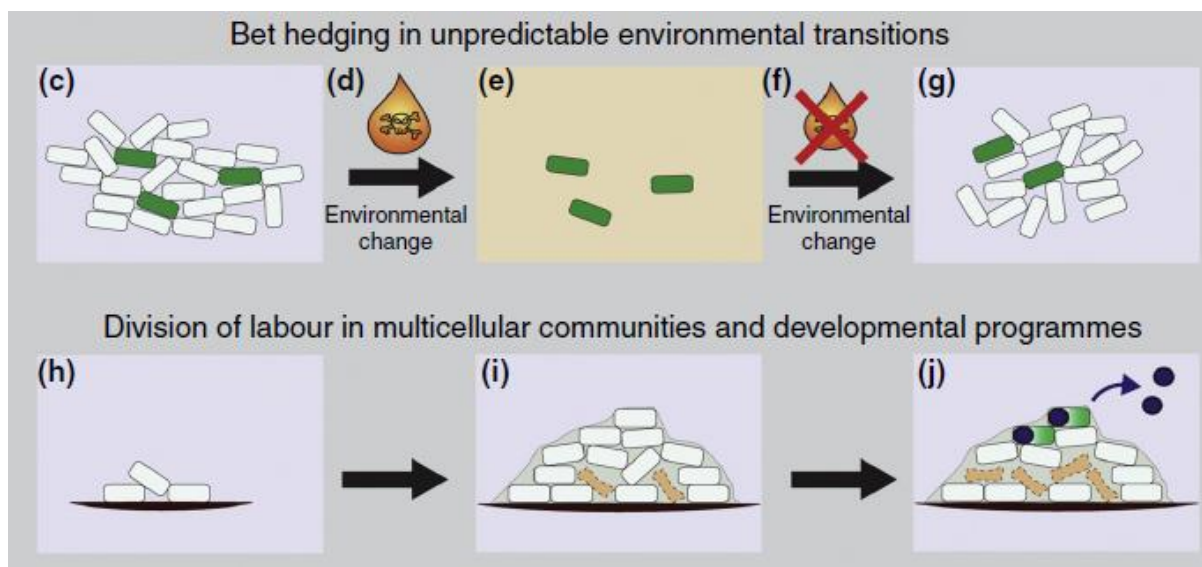 Bet hedging in unpredictable environmental transitions
(c)
(d)
(e)
(f)
(g)
Environmental
change
Environmental
change
Division of labour in multicellular communities and developmental programmes
(h)
(i)
(j)